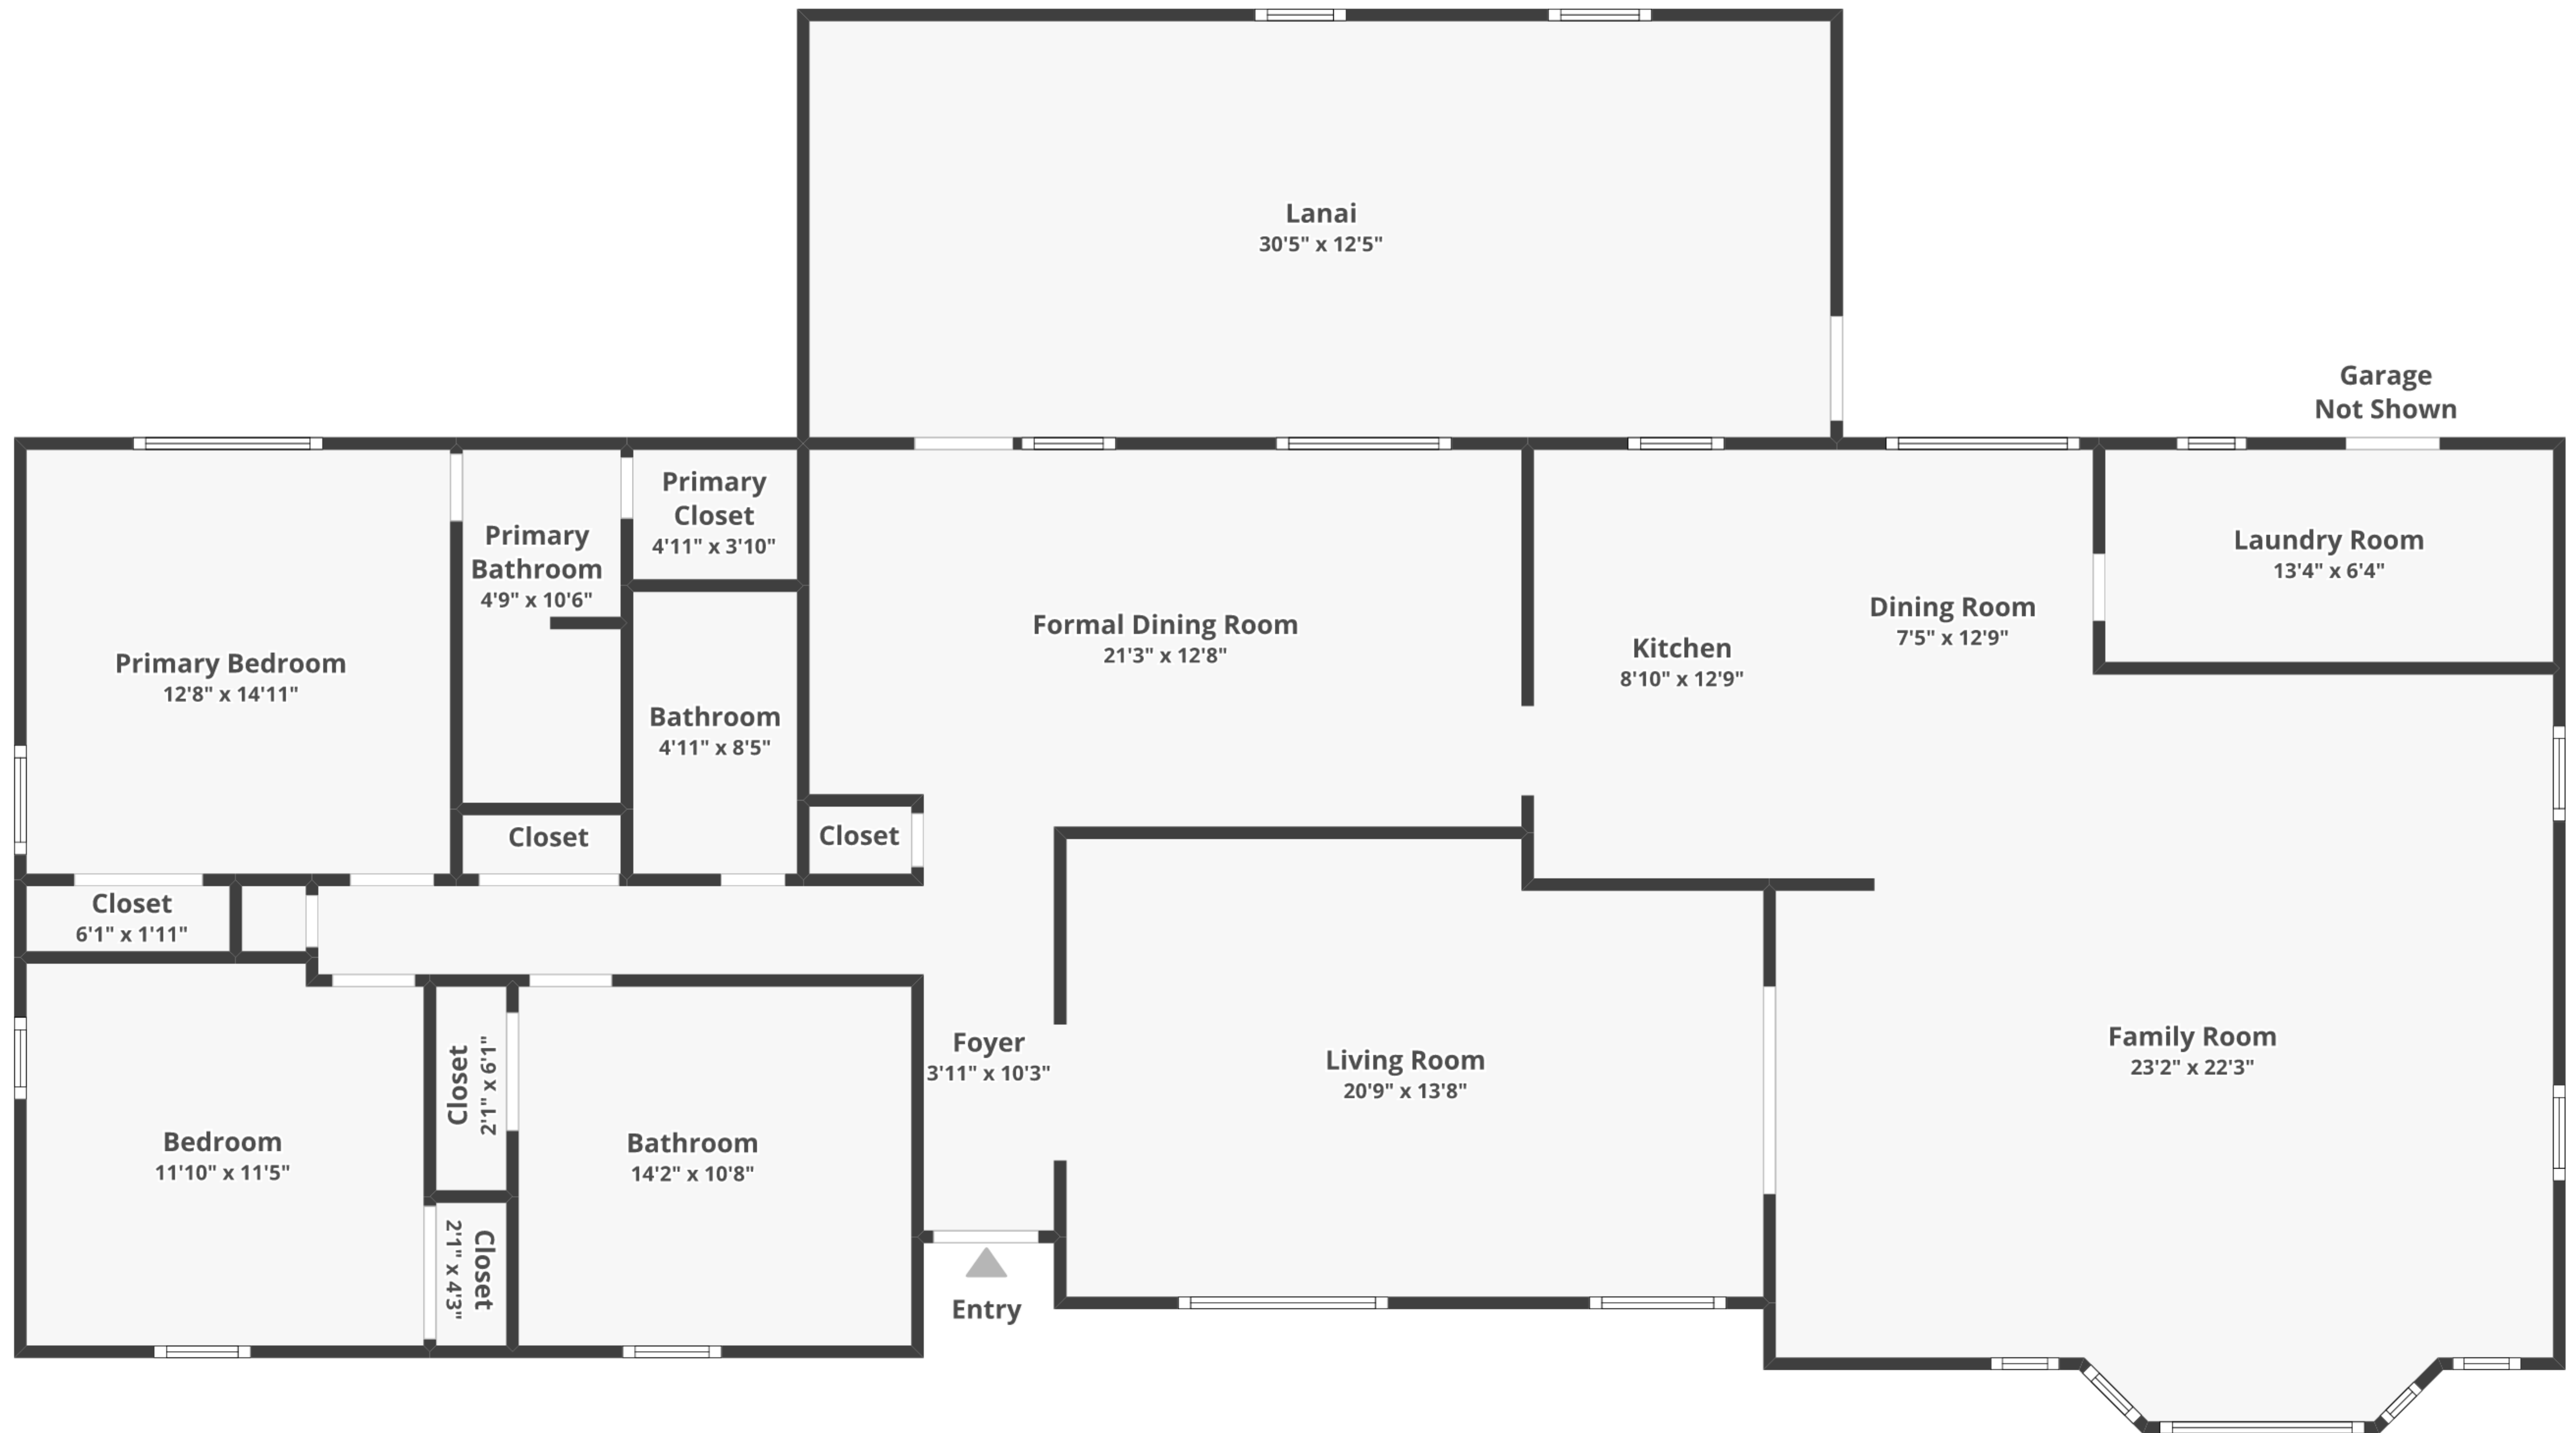 Lanai
30'5" x 12'5"
Garage
Not Shown
Primary
Closet
4'11" x 3'10"
Primary
Bathroom
4'9" x 10'6"
Laundry Room
13'4" x 6'4"
Formal Dining Room
21'3" x 12'8"
Dining Room
7'5" x 12'9"
Kitchen
8'10" x 12'9"
Primary Bedroom
12'8" x 14'11"
Bathroom
4'11" x 8'5"
Closet
Closet
Closet
6'1" x 1'11"
Foyer
3'11" x 10'3"
Living Room
20'9" x 13'8"
Family Room
23'2" x 22'3"
Closet
2'1" x 6'1"
Bedroom
11'10" x 11'5"
Bathroom
14'2" x 10'8"
Closet
2'1" x 4'3"
Entry